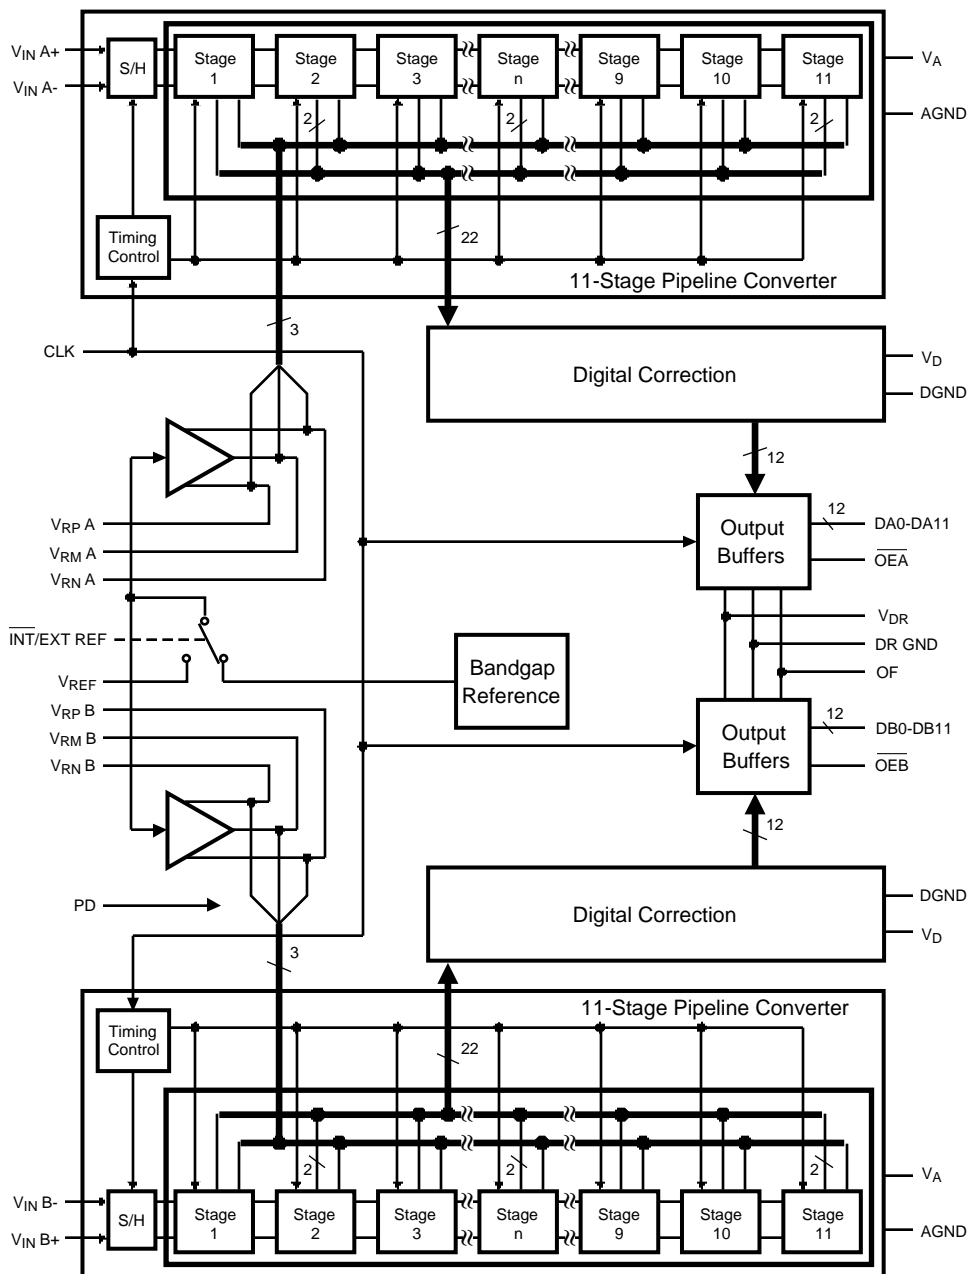 V_IN A+
V_IN A-
S/H
Stage
1
Stage
2
Stage
3
Stage
n
Stage
9
Stage
10
Stage
11
V_A
AGND
2
2
2
Timing
Control
22
11-Stage Pipeline Converter
3
CLK
Digital Correction
V_D
DGND
12
V_RP A
V_RM A
V_RN A
Output
Buffers
12
DA0-DA11
O̅E̅A̅
V_DR
DR GND
OF
I̅N̅T̅/EXT REF
V_REF
Bandgap
Reference
V_RP B
V_RM B
V_RN B
Output
Buffers
12
DB0-DB11
O̅E̅B̅
12
PD
Digital Correction
DGND
V_D
3
11-Stage Pipeline Converter
Timing
Control
22
2
2
2
V_A
AGND
V_IN B-
V_IN B+
S/H
Stage
1
Stage
2
Stage
3
Stage
n
Stage
9
Stage
10
Stage
11